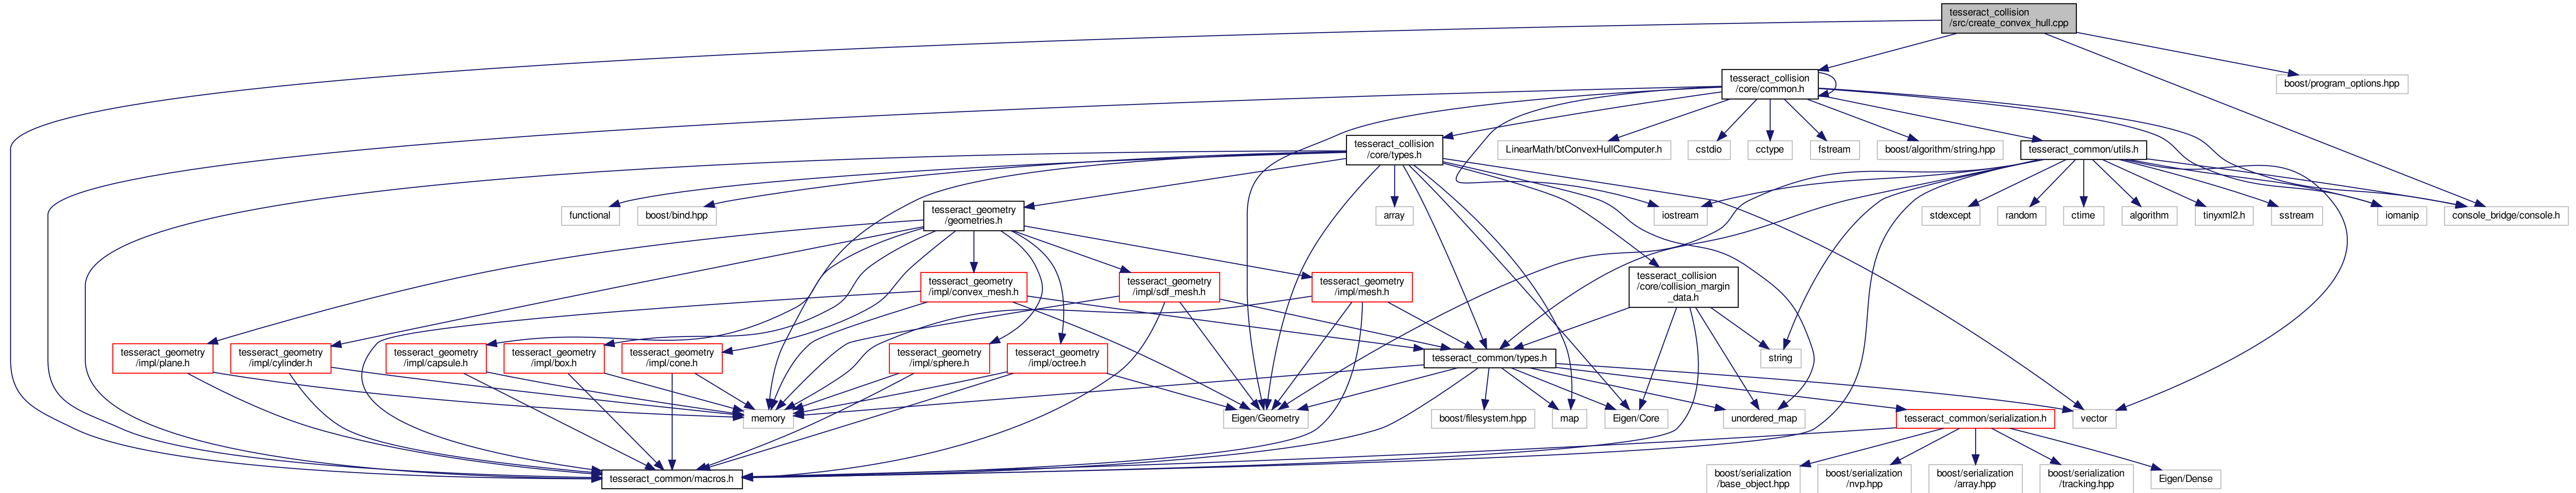 tesseract_collision
/src/create_convex_hull.cpp
tesseract_collision
/core/common.h
boost/program_options.hpp
tesseract_collision
/core/types.h
LinearMath/btConvexHullComputer.h
cstdio
cctype
fstream
boost/algorithm/string.hpp
tesseract_common/utils.h
functional
boost/bind.hpp
tesseract_geometry
/geometries.h
array
iostream
stdexcept
random
ctime
algorithm
tinyxml2.h
sstream
iomanip
console_bridge/console.h
tesseract_geometry
/impl/convex_mesh.h
tesseract_geometry
/impl/sdf_mesh.h
tesseract_geometry
/impl/mesh.h
tesseract_collision
/core/collision_margin
_data.h
tesseract_geometry
/impl/plane.h
tesseract_geometry
/impl/cylinder.h
tesseract_geometry
/impl/capsule.h
tesseract_geometry
/impl/box.h
tesseract_geometry
/impl/cone.h
tesseract_geometry
/impl/sphere.h
tesseract_geometry
/impl/octree.h
tesseract_common/types.h
string
memory
Eigen/Geometry
boost/filesystem.hpp
map
Eigen/Core
unordered_map
tesseract_common/serialization.h
vector
tesseract_common/macros.h
boost/serialization
/base_object.hpp
boost/serialization
/nvp.hpp
boost/serialization
/array.hpp
boost/serialization
/tracking.hpp
Eigen/Dense